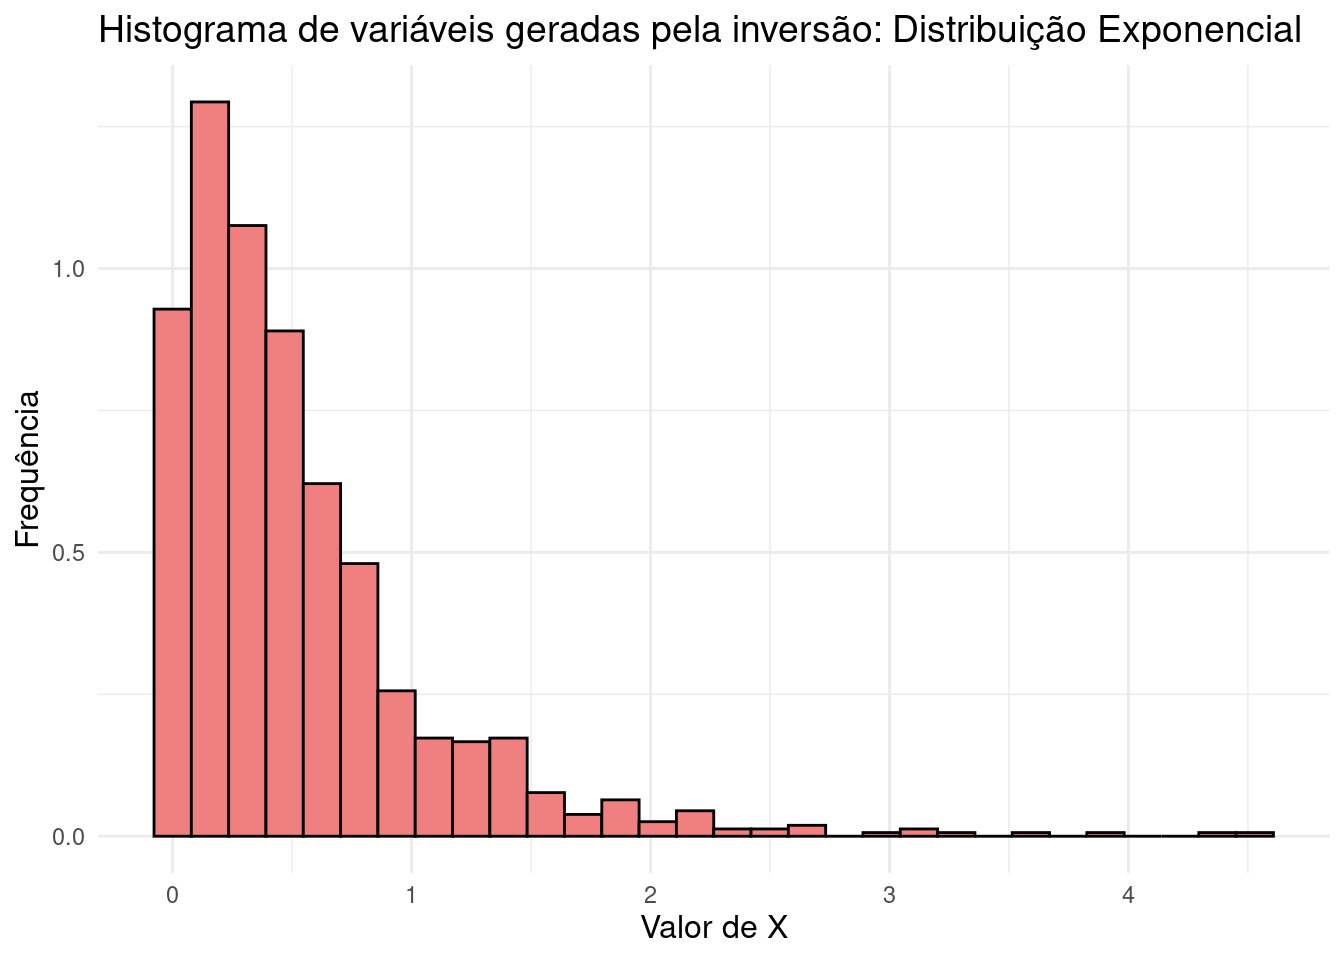 Histograma de variáveis geradas pela inversão: Distribuição Exponencial
Frequência
1.0
0.5
0.0
0 1 2 3 4
Valor de X